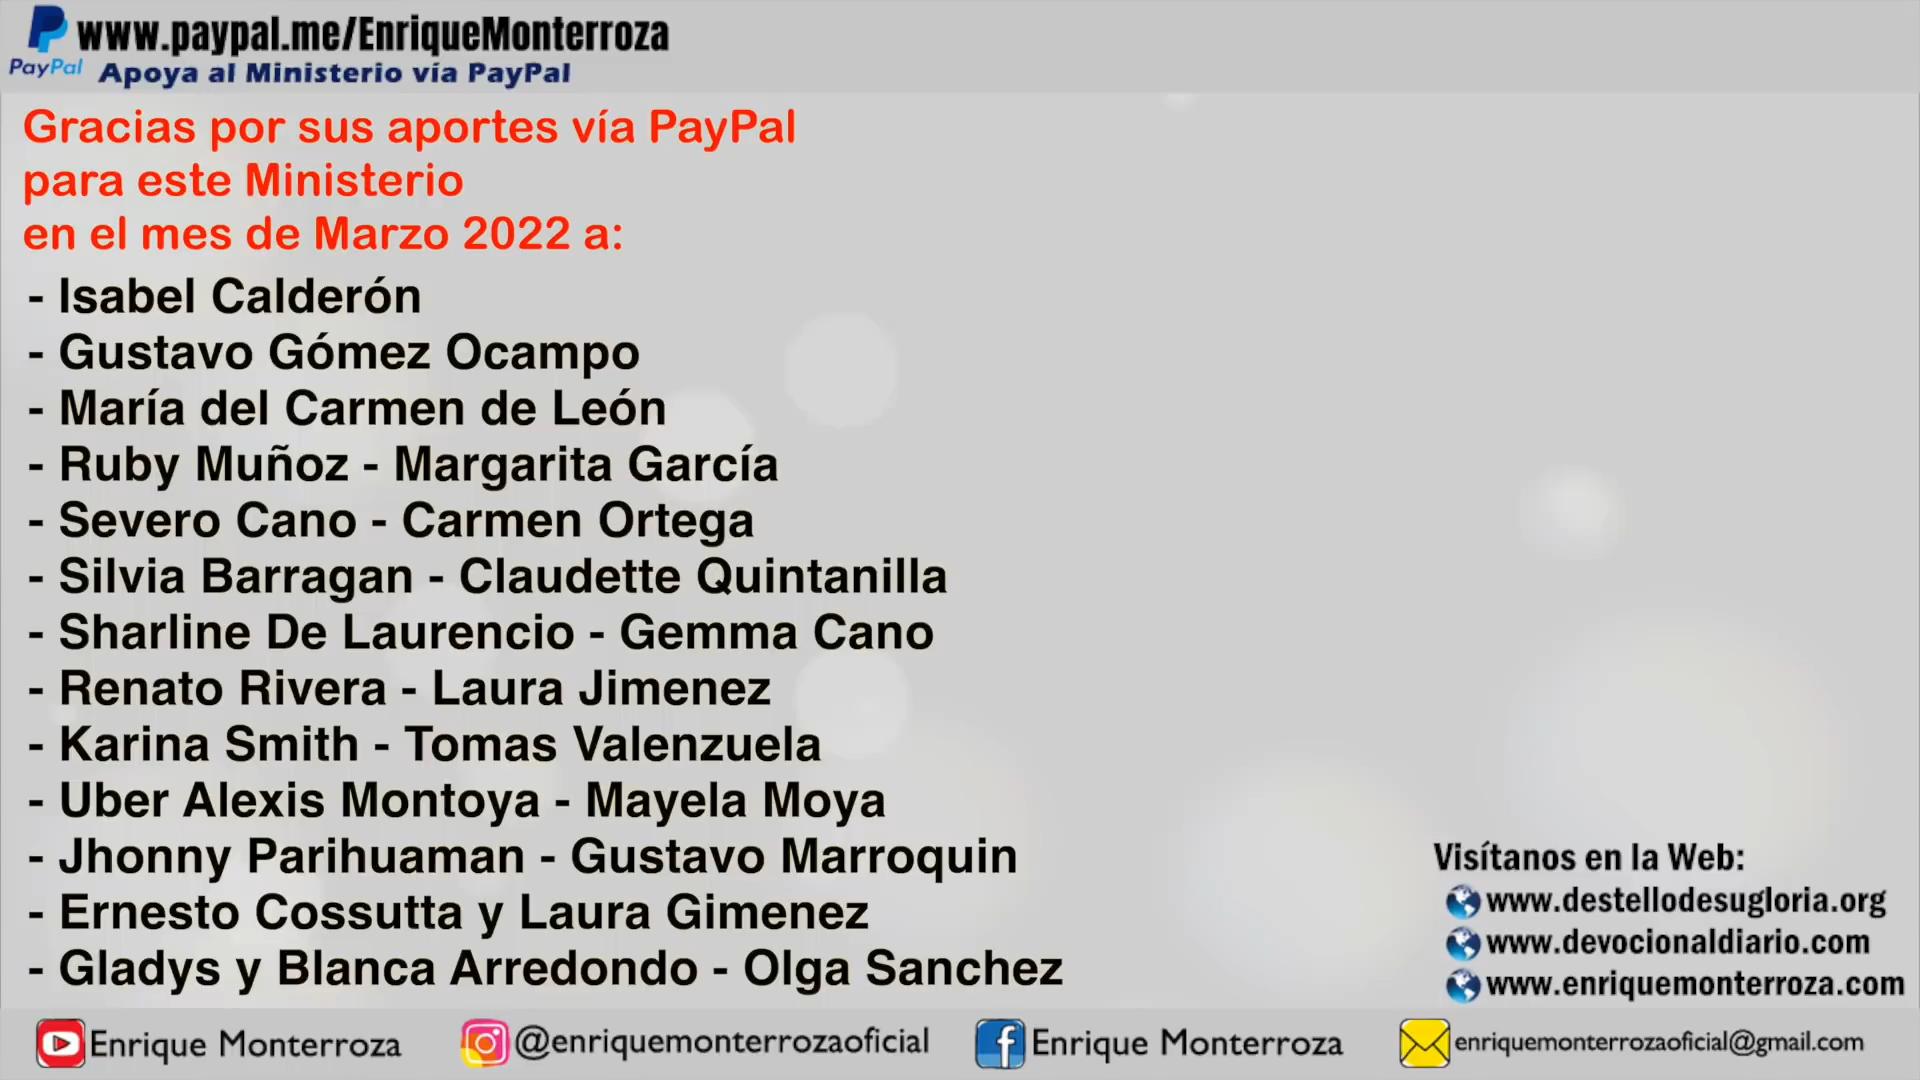 www.paypal.me/EnriqueMonterroza
PayPal Apoya al Ministerio vía PayPal
Gracias por sus aportes vía PayPal
para este Ministerio
en el mes de Marzo 2022 a:
- Isabel Calderón
- Gustavo Gómez Ocampo
- María del Carmen de León
- Ruby Muñoz - Margarita García
- Severo Cano - Carmen Ortega
- Silvia Barragan - Claudette Quintanilla
- Sharline De Laurencio - Gemma Cano
- Renato Rivera - Laura Jimenez
- Karina Smith - Tomas Valenzuela
- Uber Alexis Montoya - Mayela Moya
- Jhonny Parihuaman - Gustavo Marroquin
- Ernesto Cossutta y Laura Gimenez
- Gladys y Blanca Arredondo - Olga Sanchez
Visítanos en la Web:
www.destellodesugloria.org
www.devocionaldiario.com
www.enriquemonterroza.com
Enrique Monterroza @enriquemonterrozaoficial Enrique Monterroza enriquemonterrozaoficial@gmail.com